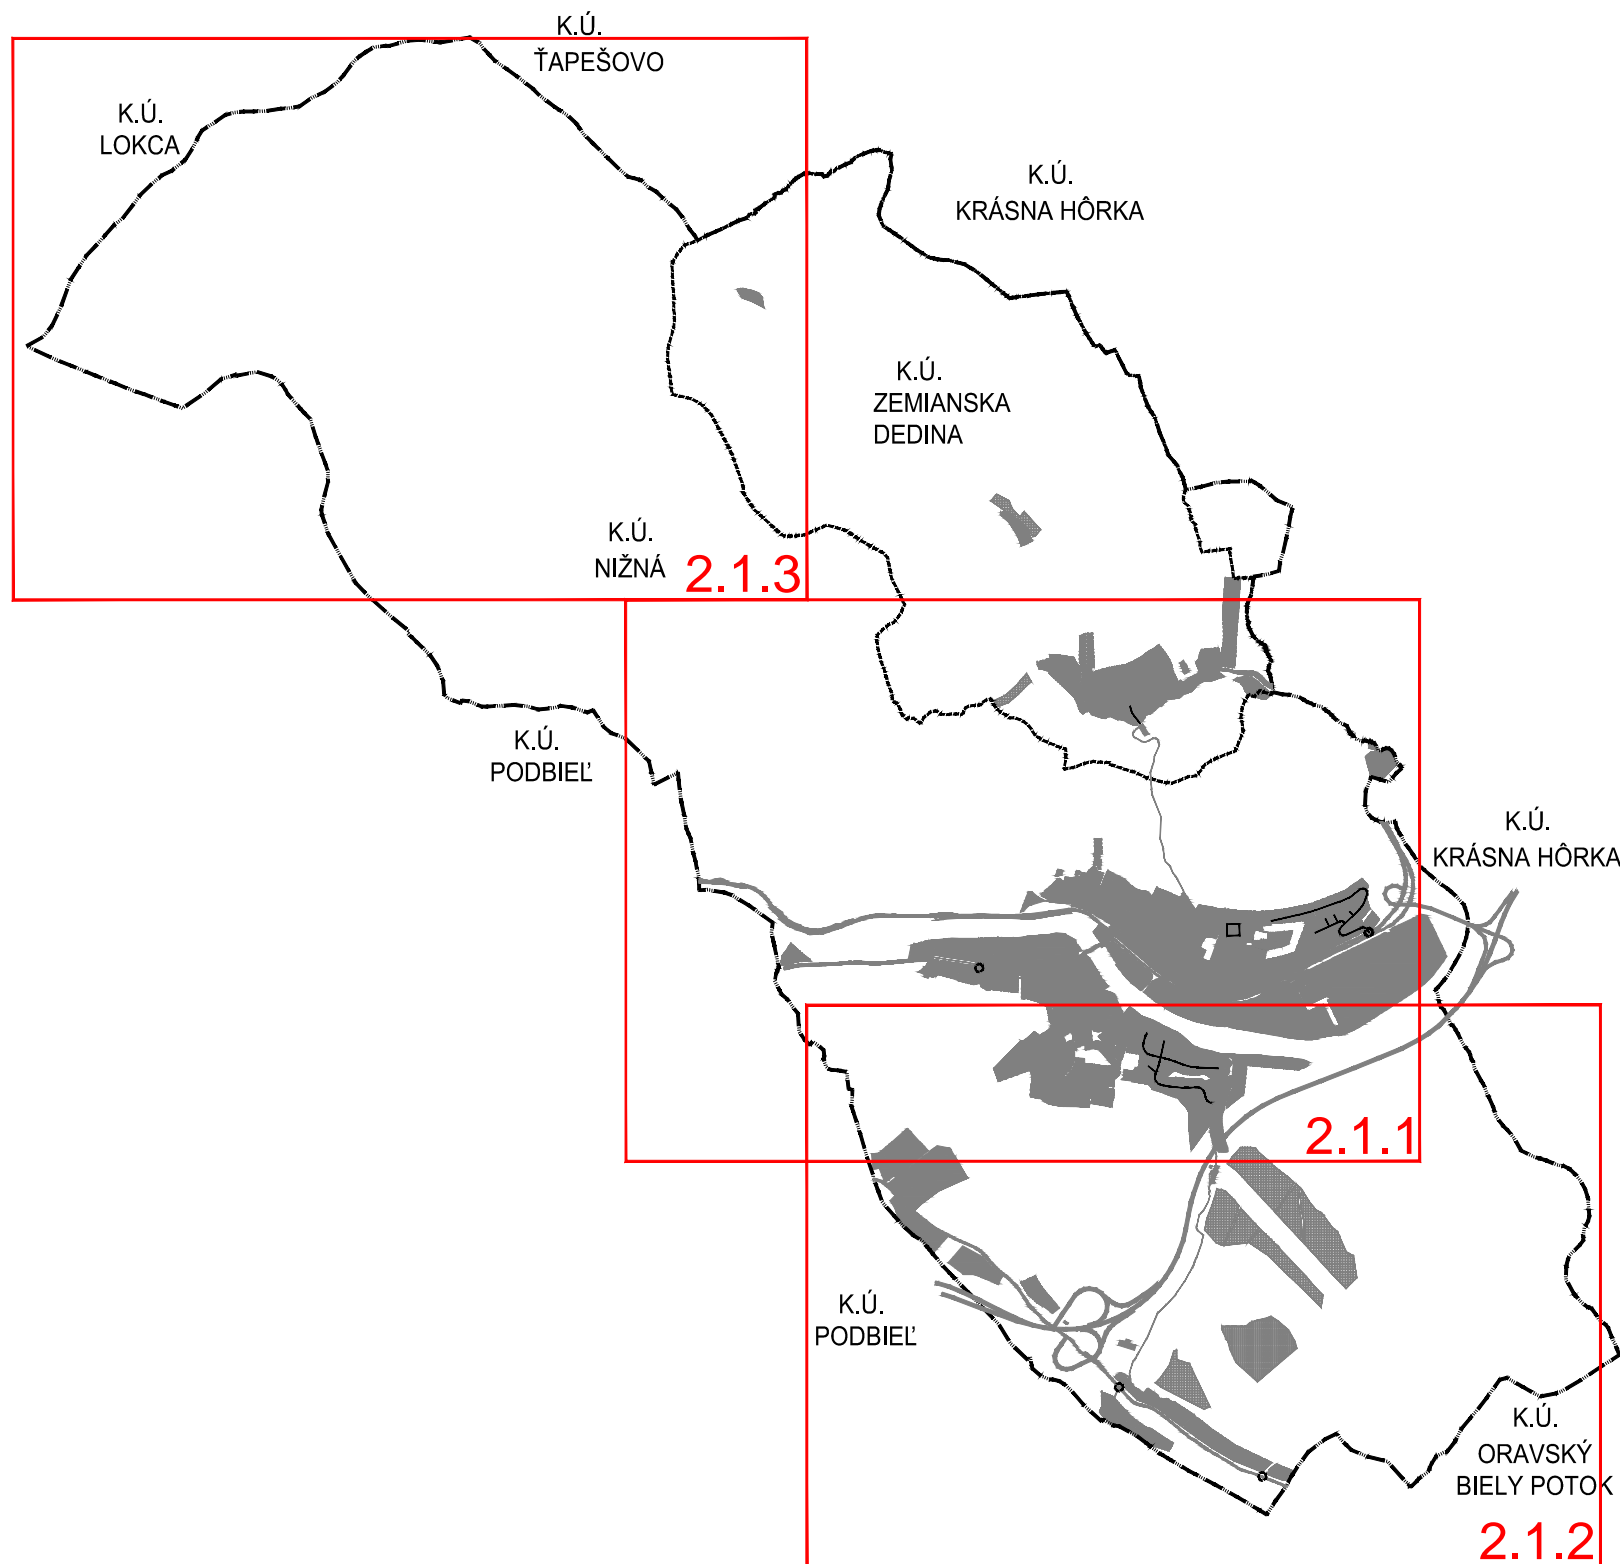 K.Ú.
ŤAPEŠOVO
K.Ú.
LOKCA
K.Ú.
KRÁSNA HÔRKA
K.Ú.
ZEMIANSKA
DEDINA
K.Ú.
NIŽNÁ
2.1.3
K.Ú.
PODBIEĽ
K.Ú.
KRÁSNA HÔRKA
2.1.1
K.Ú.
PODBIEĽ
K.Ú.
ORAVSKÝ
BIELY POTOK
2.1.2